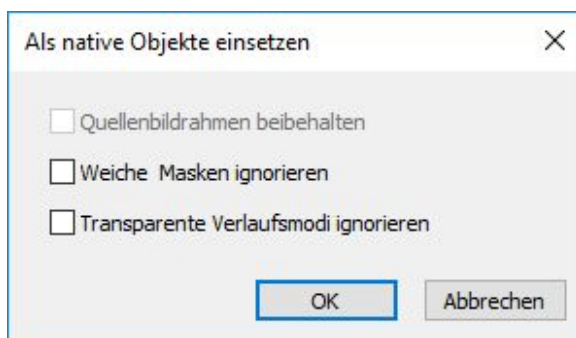 Als native Objekte einsetzen
Quellenbildrahmen beibehalten
Weiche  Masken ignorieren
Transparente Verlaufsmodi ignorieren
OK Abbrechen